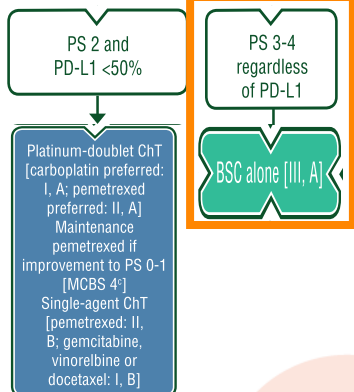 PS 2 and
PD-L1 <50%
Platinum-doublet ChT
[carboplatin preferred:
I, A; pemetrexed
preferred: II, A]
Maintenance
pemetrexed if
improvement to PS 0-1
[MCBS 4ᶜ]
Single-agent ChT
[pemetrexed: II,
B; gemcitabine,
vinorelbine or
docetaxel: I, B]
PS 3-4
regardless
of PD-L1
BSC alone [III, A]